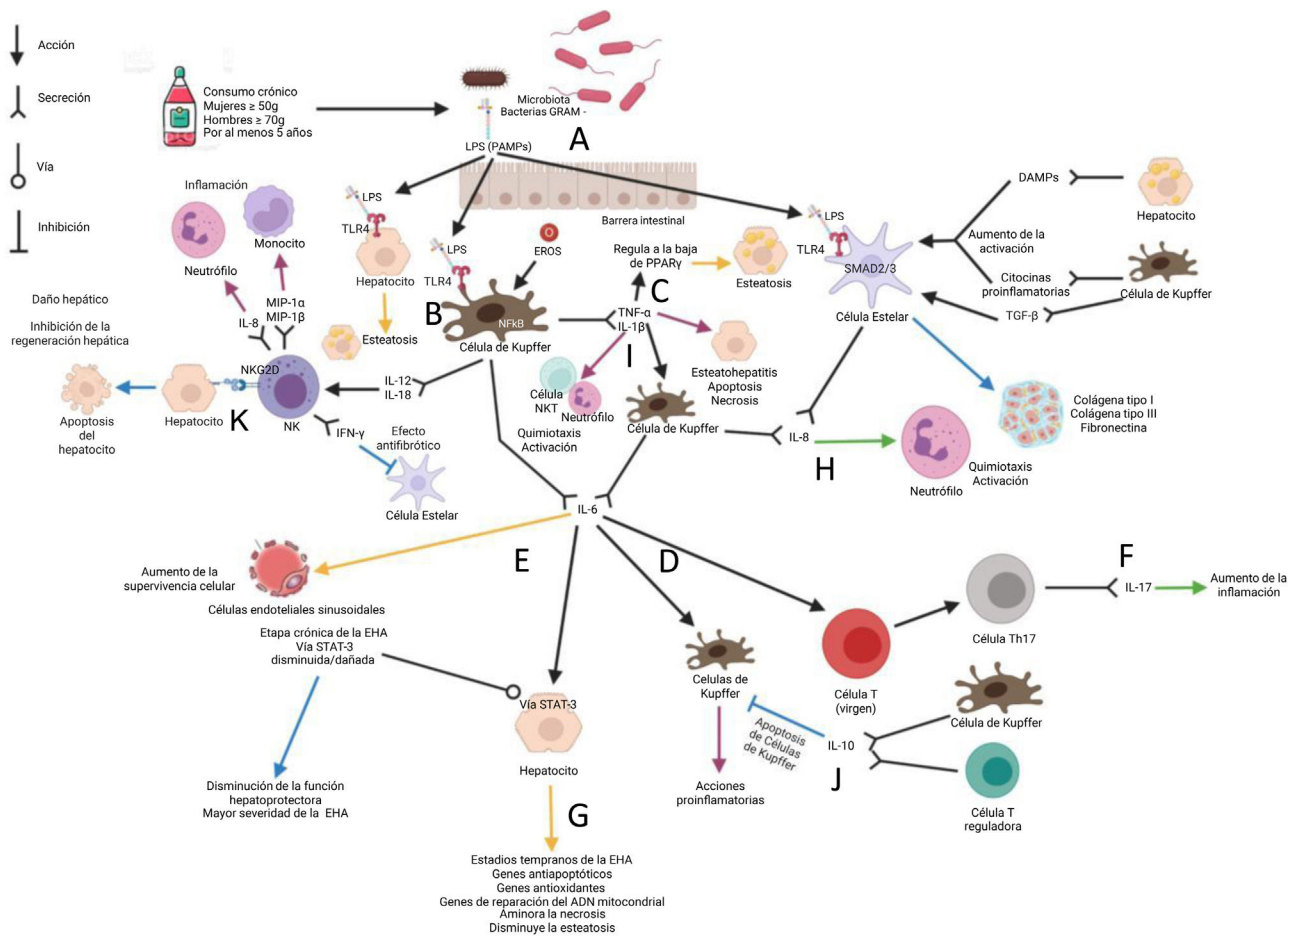 Acción
Secreción
Vía
Inhibición
Consumo crónico
Mujeres ≥ 50g
Hombres ≥ 70g
Por al menos 5 años
Microbiota
Bacterias GRAM -
A
LPS (PAMPs)
Barrera intestinal
Inflamación
Monocito
Neutrófilo
MIP-1α
MIP-1β
IL-8
Daño hepático
Inhibición de la
regeneración hepática
NKG2D
NK
Hepatocito
K
Apoptosis
del
hepatocito
IL-12
IL-18
IFN-γ
Efecto
antifibrótico
Célula Estelar
LPS
TLR4
Hepatocito
Esteatosis
LPS
TLR4
B
NFkB
Célula de Kupffer
O
EROS
Regula a la baja
de PPARγ
Esteatosis
C
TNF-α
IL-1β
I
Célula
NKT
Neutrófilo
Quimiotaxis
Activación
Esteatohepatitis
Apoptosis
Necrosis
Célula de Kupffer
LPS
TLR4
SMAD2/3
Célula Estelar
DAMPs
Hepatocito
Aumento de la
activación
Citocinas
proinflamatorias
Célula de Kupffer
TGF-β
Colágena tipo I
Colágena tipo III
Fibronectina
IL-8
H
Neutrófilo
Quimiotaxis
Activación
IL-6
E
D
Aumento de la
supervivencia celular
Células endoteliales sinusoidales
Etapa crónica de la EHA
Vía STAT-3
disminuida/dañada
Disminución de la función
hepatoprotectora
Mayor severidad de la EHA
Vía STAT-3
Hepatocito
G
Estadios tempranos de la EHA
Genes antiapoptóticos
Genes antioxidantes
Genes de reparación del ADN mitocondrial
Aminora la necrosis
Disminuye la esteatosis
Celulas de
Kupffer
Acciones
proinflamatorias
Apoptosis
de Células
de Kupffer
Célula T
(virgen)
Célula Th17
F
IL-17
Aumento de la
inflamación
IL-10
J
Célula de Kupffer
Célula T
reguladora